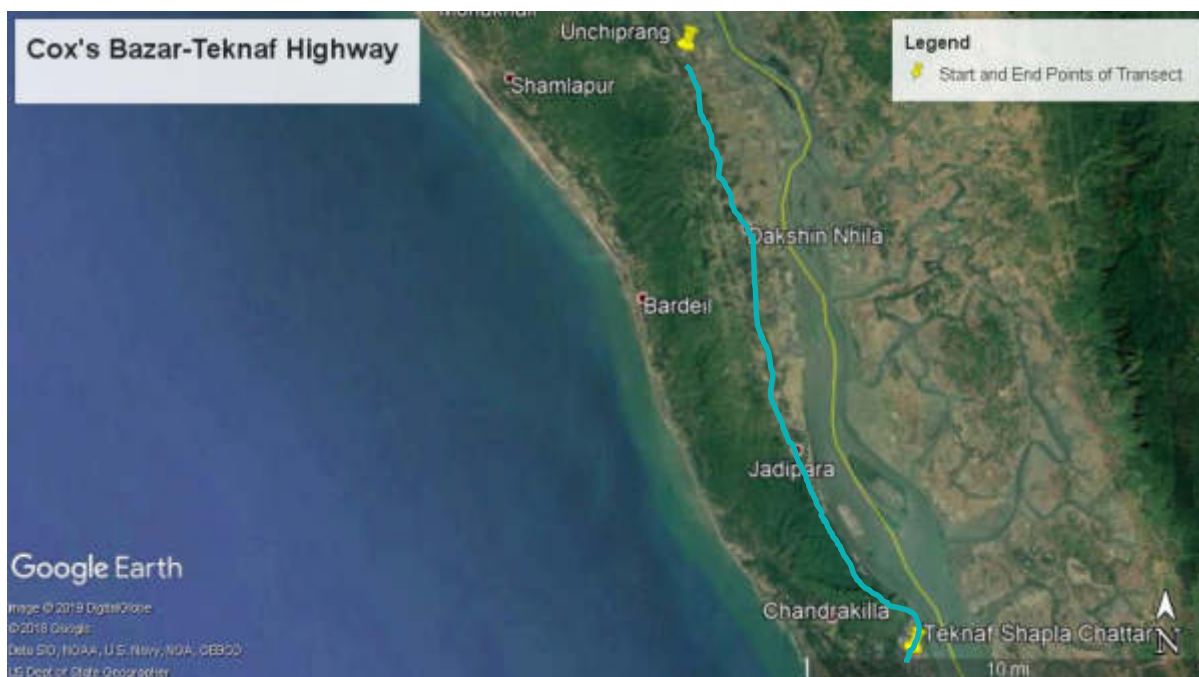 Cox's Bazar-Teknaf Highway
Legend
Start and End Points of Transect
Unchiprang
Shamlapur
Dakshin Nhila
Bardeil
Jadipara
Chandrakilla
Teknaf Shapla Chattar
N
10 mi
Google Earth
Image © 2019 DigitalGlobe
© 2018 Google
Data SIO, NOAA, U.S. Navy, NGA, GEBCO
US Dept of State Geographer